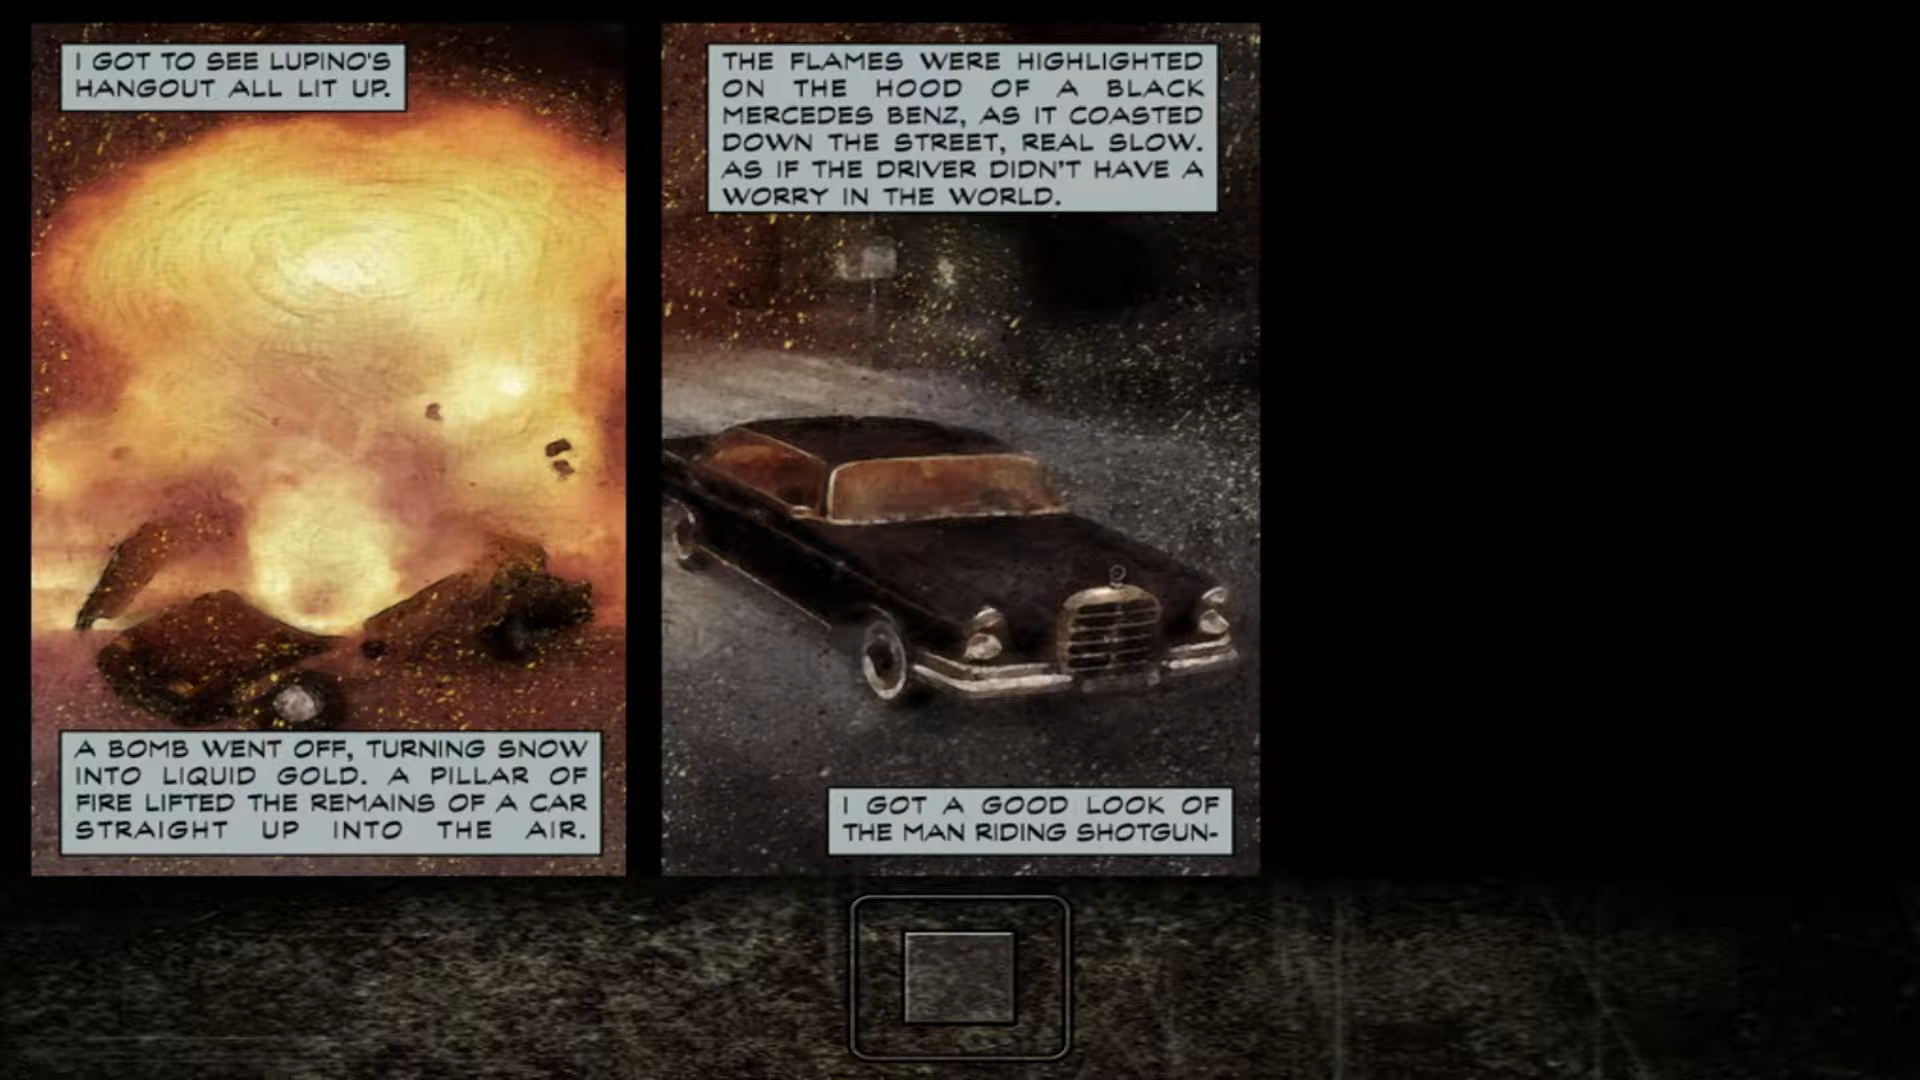 I GOT TO SEE LUPINO'S
HANGOUT ALL LIT UP.
A BOMB WENT OFF, TURNING SNOW
INTO LIQUID GOLD. A PILLAR OF
FIRE LIFTED THE REMAINS OF A CAR
STRAIGHT UP INTO THE AIR.
THE FLAMES WERE HIGHLIGHTED
ON THE HOOD OF A BLACK
MERCEDES BENZ, AS IT COASTED
DOWN THE STREET, REAL SLOW.
AS IF THE DRIVER DIDN'T HAVE A
WORRY IN THE WORLD.
I GOT A GOOD LOOK OF
THE MAN RIDING SHOTGUN-